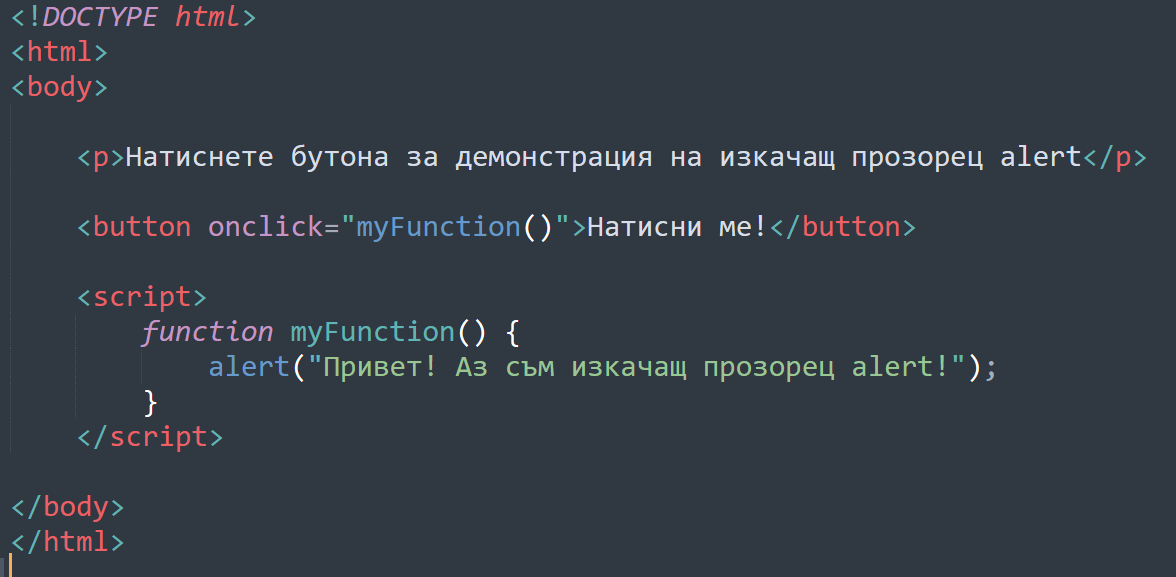 <!DOCTYPE html>
<html>
<body>
<p>Натиснете бутона за демонстрация на изкачащ прозорец alert</p>
<button onclick="myFunction()">Натисни ме!</button>
<script>
function myFunction() {
alert("Привет! Аз съм изкачащ прозорец alert!");
}
</script>
</body>
</html>